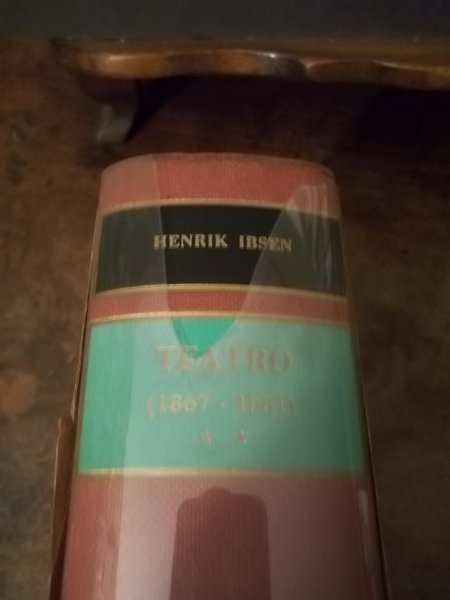 HENRIK IBSEN
TEATRO
* *